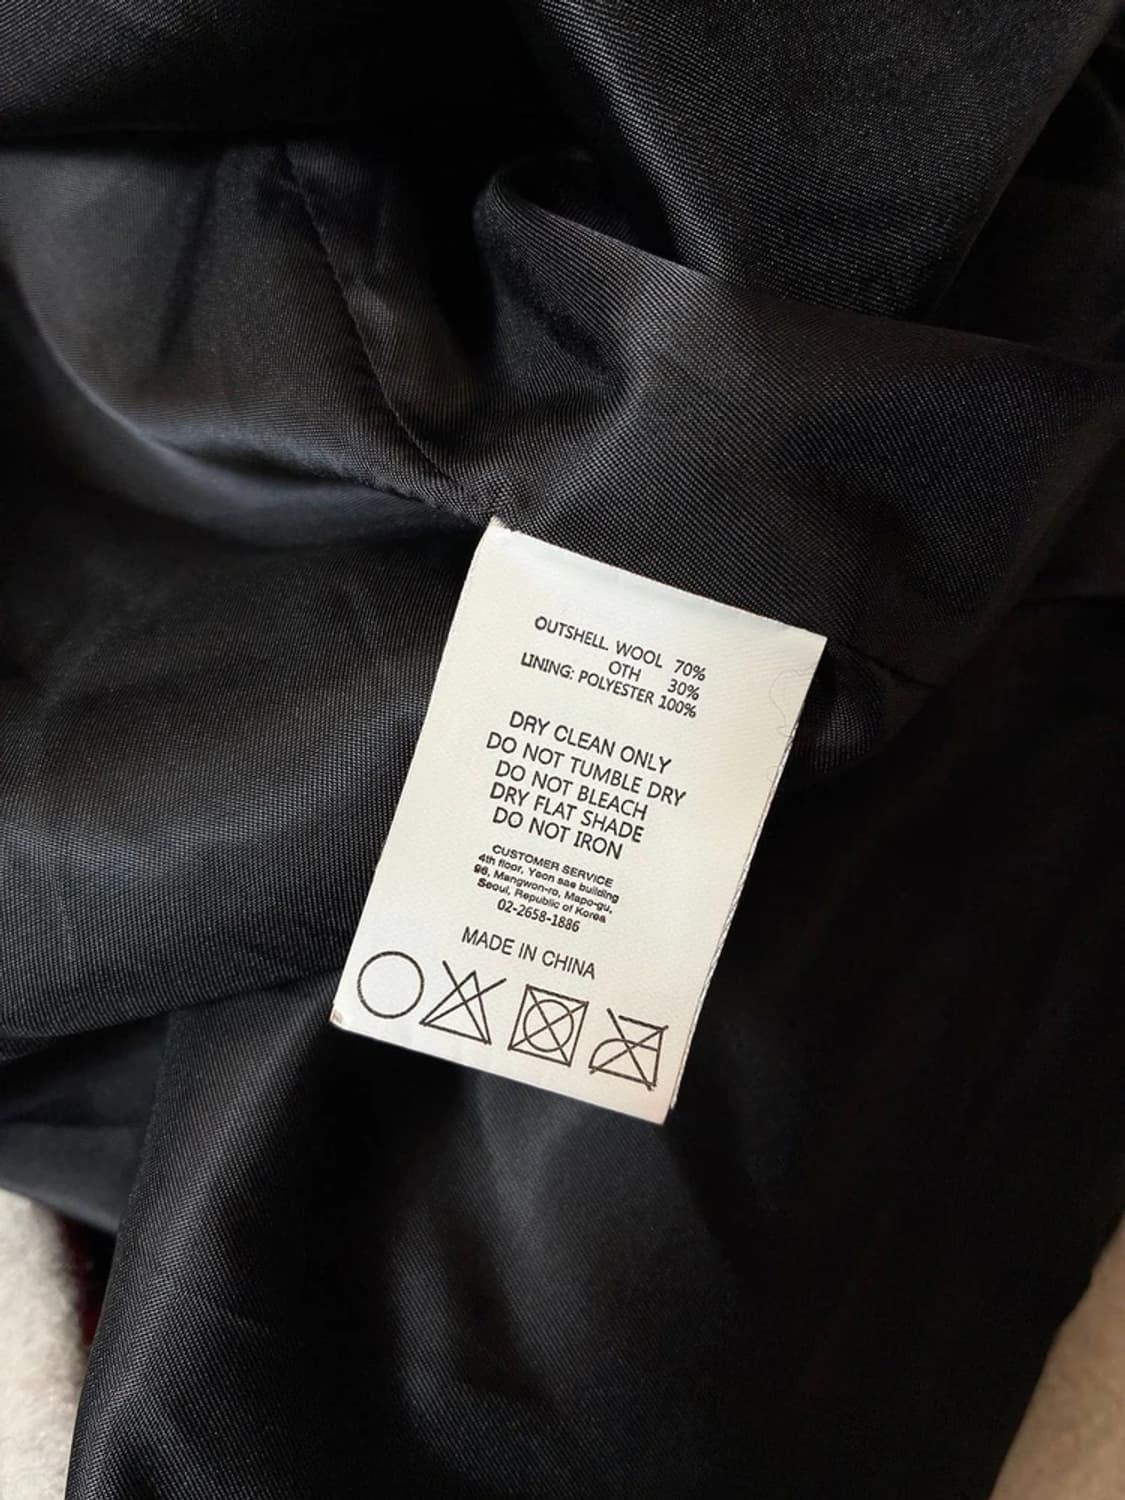 OUTSHELL. WOOL 70%
OTH 30%
LINING: POLYESTER 100%
DRY CLEAN ONLY
DO NOT TUMBLE DRY
DO NOT BLEACH
DRY FLAT SHADE
DO NOT IRON
CUSTOMER SERVICE
4th floor, Yeon sae building
96, Mangwon-ro, Mapo-gu,
Seoul, Republic of Korea
02-2658-1886
MADE IN CHINA